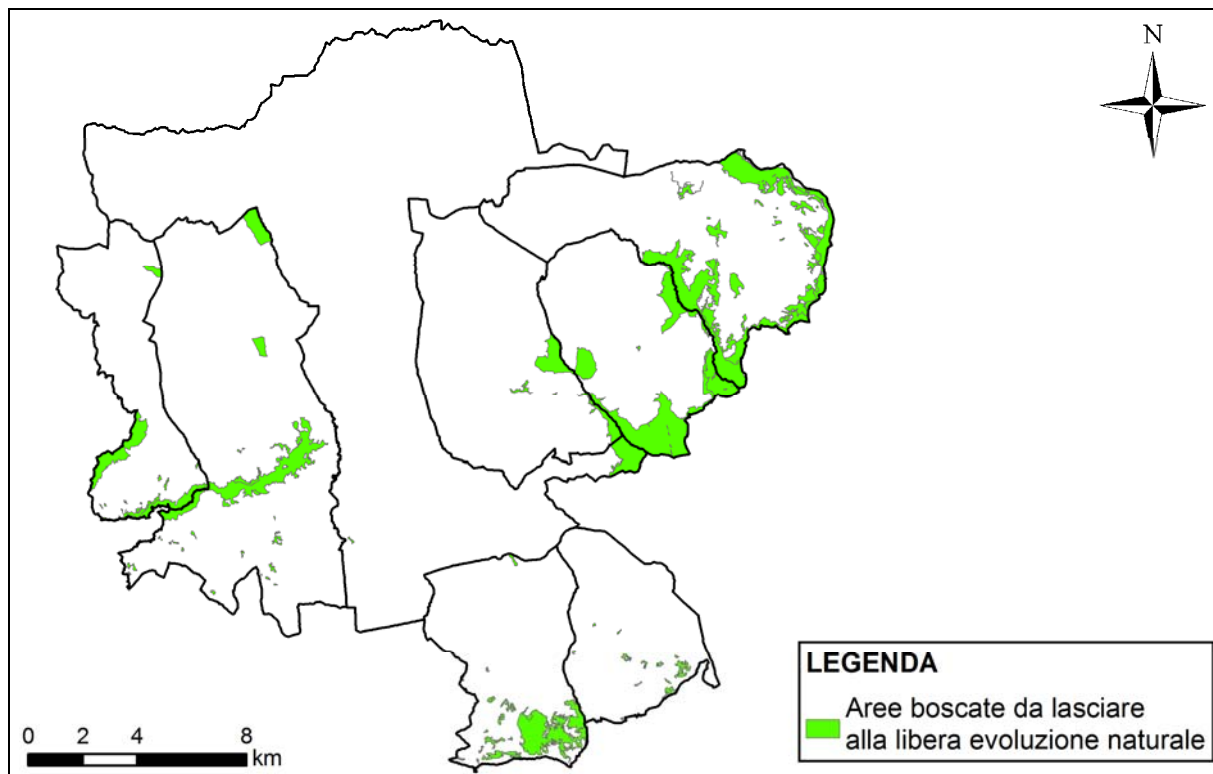 N
LEGENDA
Aree boscate da lasciare
alla libera evoluzione naturale
0 2 4 8
km